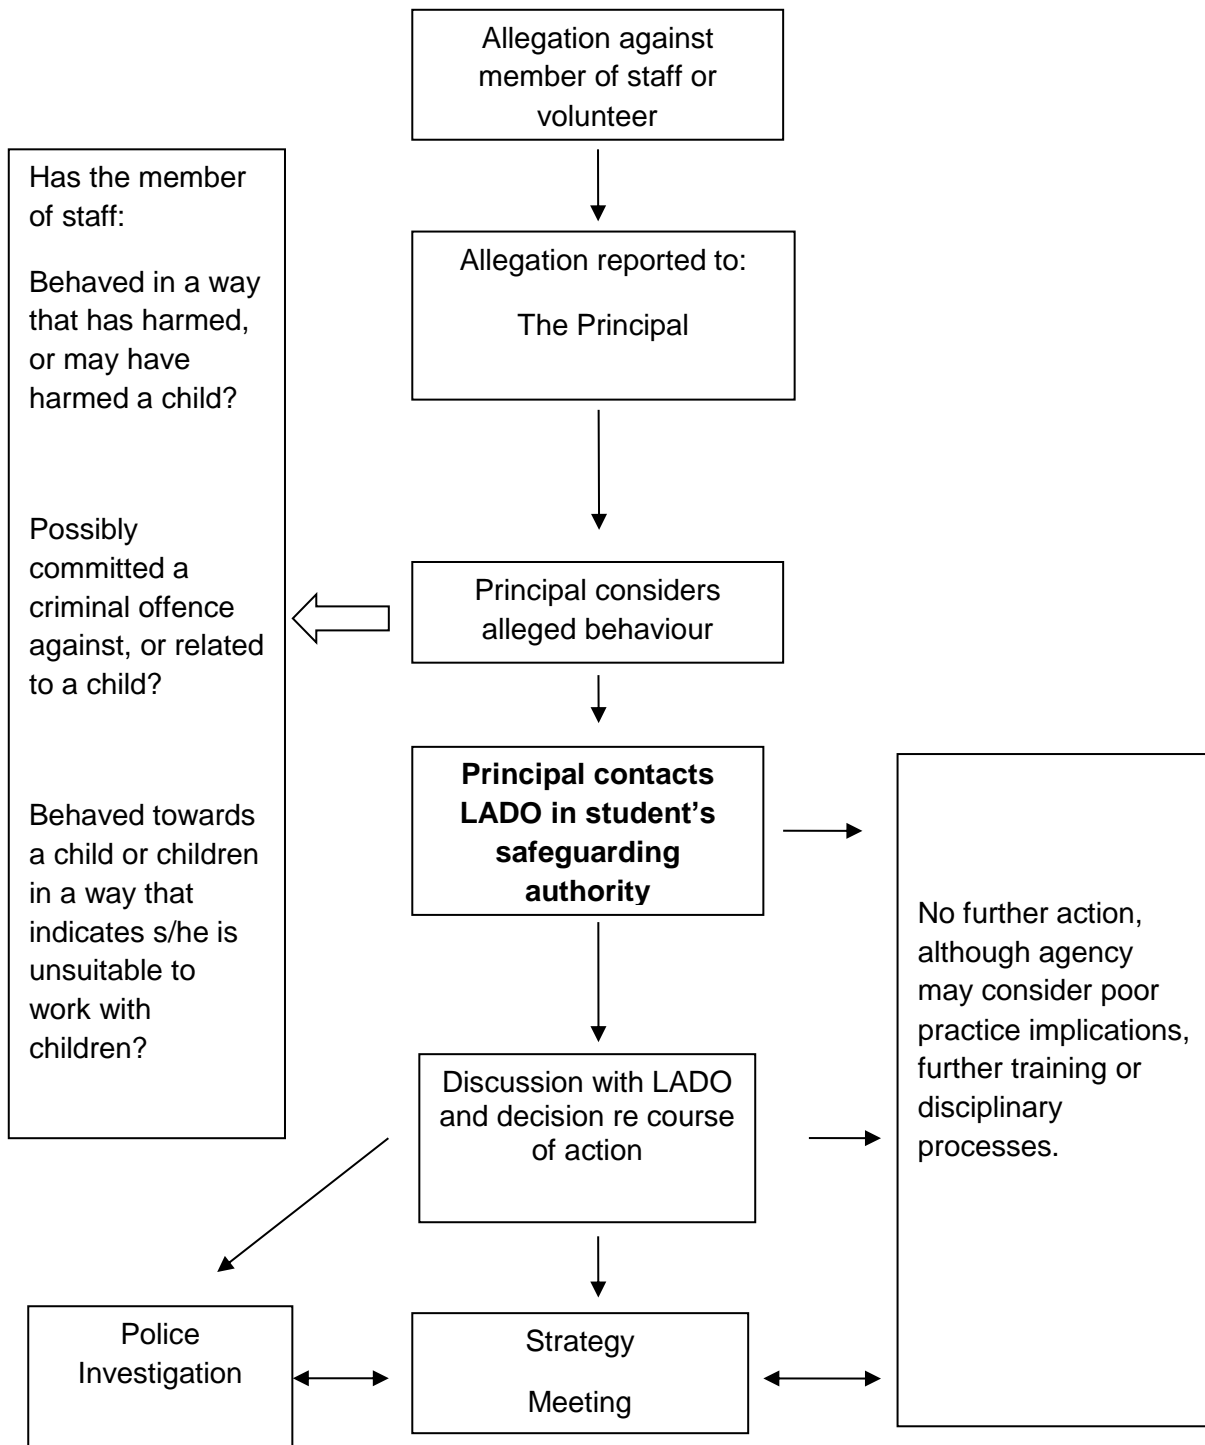 Allegation against
member of staff or
volunteer
Has the member
of staff:
Behaved in a way
that has harmed,
or may have
harmed a child?
Possibly
committed a
criminal offence
against, or related
to a child?
Behaved towards
a child or children
in a way that
indicates s/he is
unsuitable to
work with
children?
Allegation reported to:
The Principal
Principal considers
alleged behaviour
Principal contacts
LADO in student’s
safeguarding
authority
No further action,
although agency
may consider poor
practice implications,
further training or
disciplinary
processes.
Discussion with LADO
and decision re course
of action
Police
Investigation
Strategy
Meeting